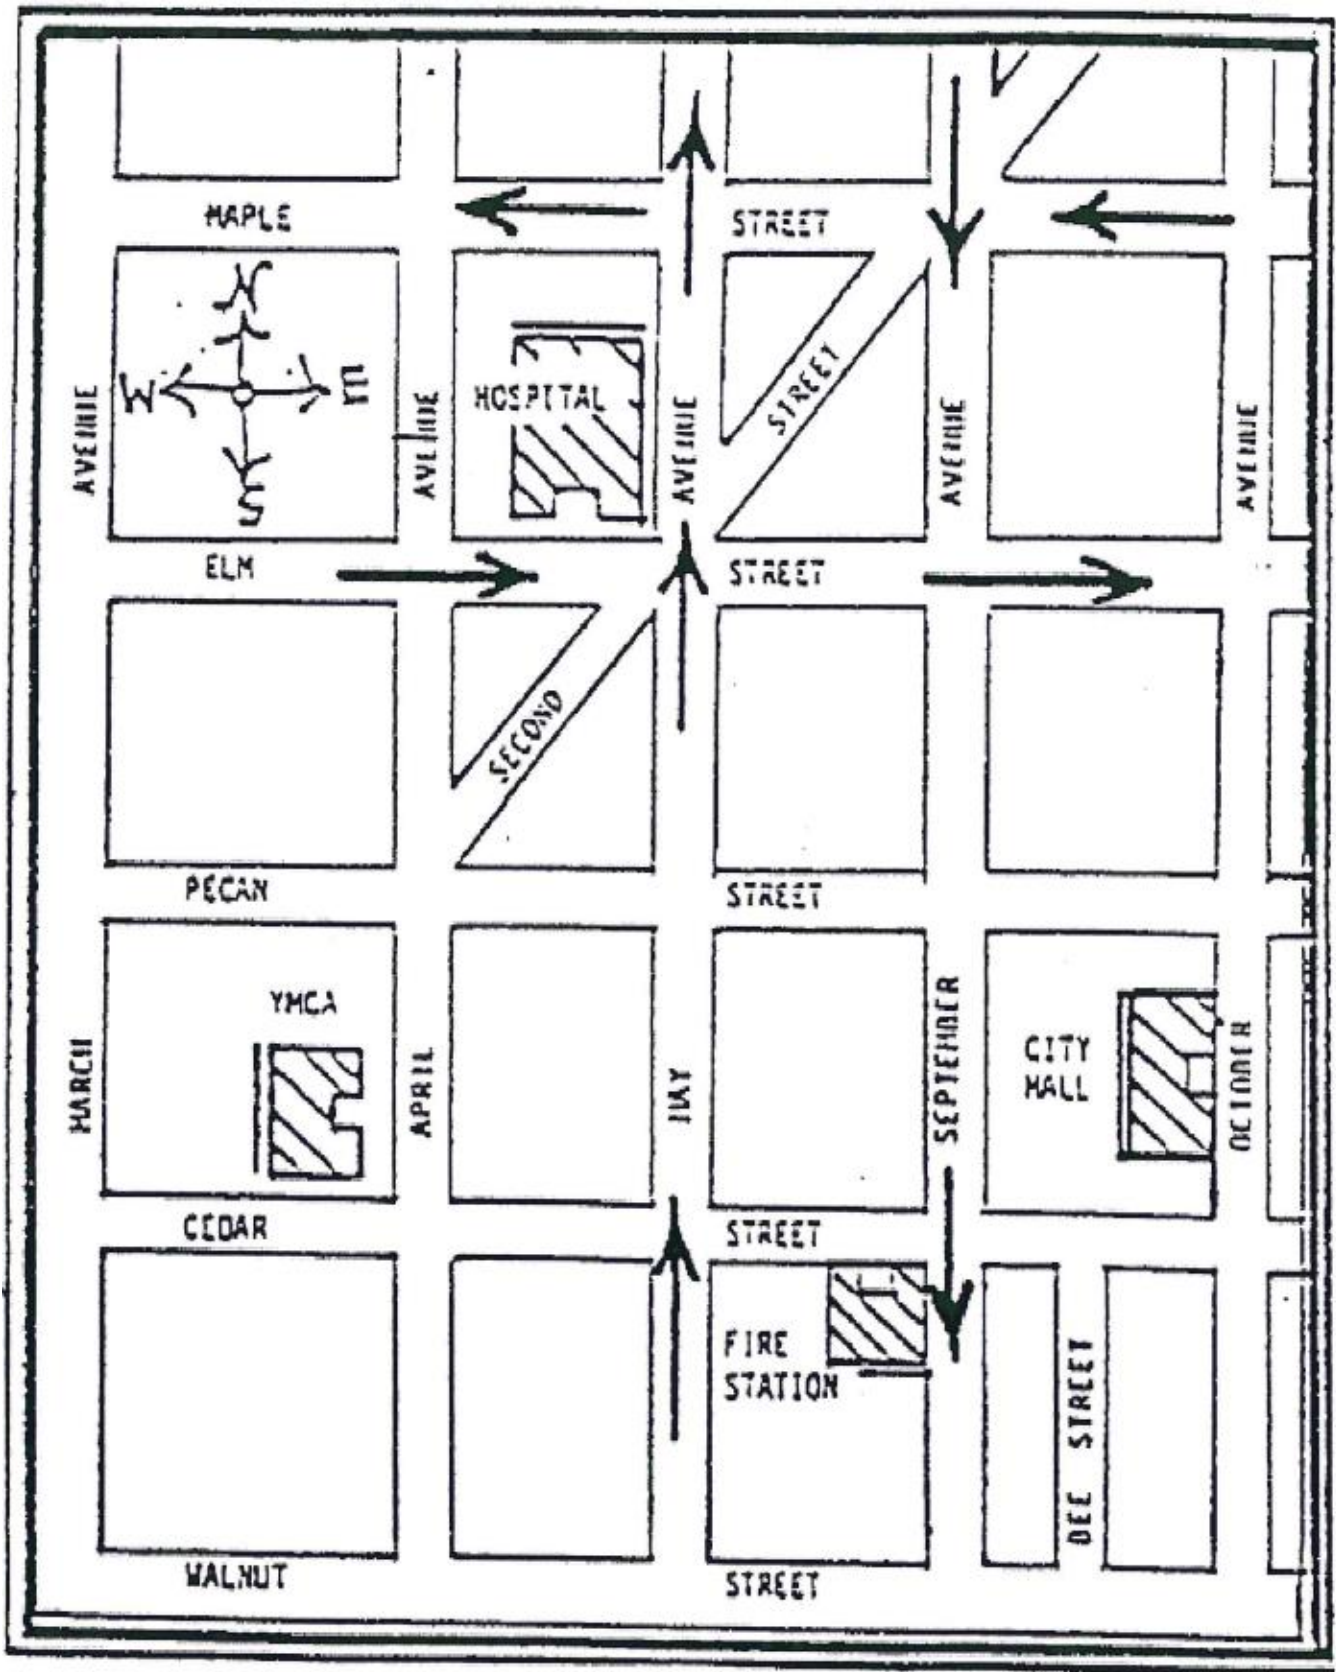 MAPLE STREET
N
W E
S
HOSPITAL
STREET
AVENUE AVENUE AVENUE AVENUE AVENUE
ELM STREET
SECOND
PECAN STREET
YMCA
CITY
HALL
MARCH APRIL MAY SEPTEMBER OCTOBER
CEDAR STREET
FIRE
STATION
DEE STREET
WALNUT STREET